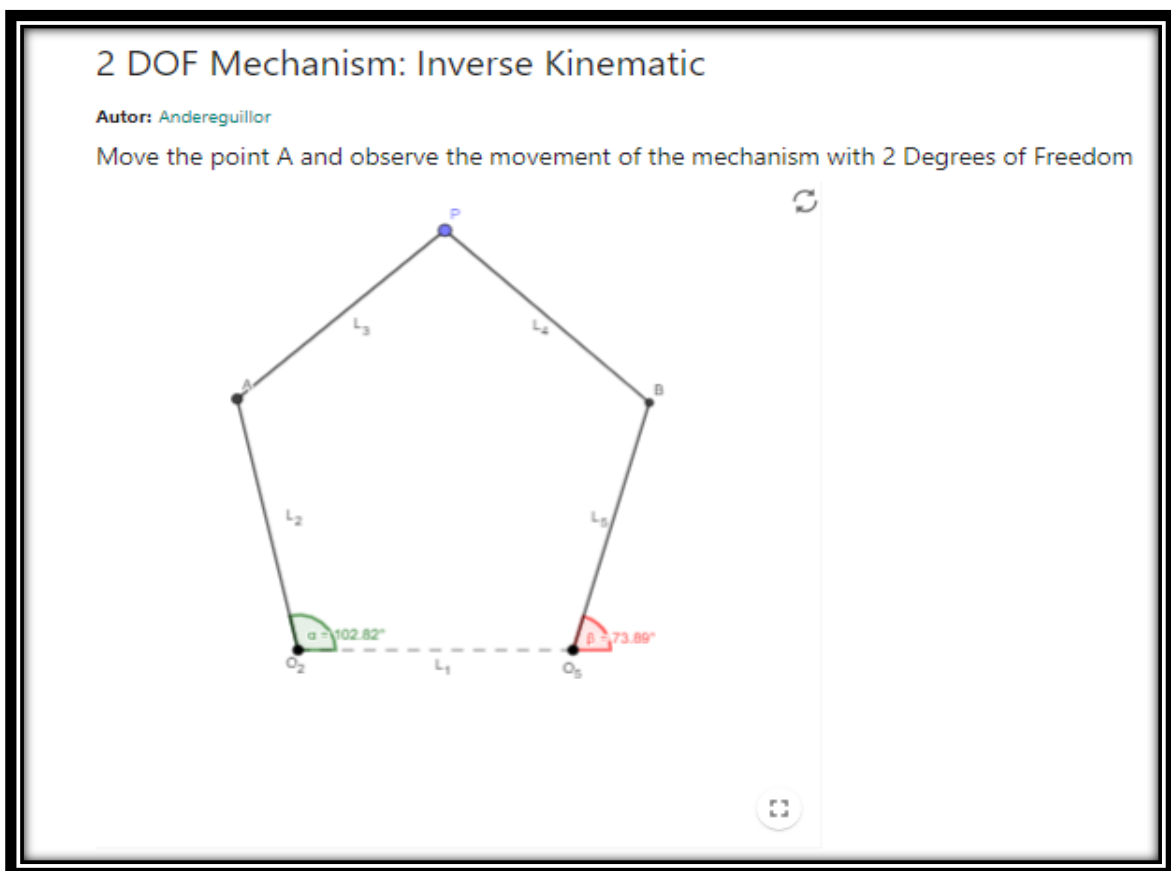 2 DOF Mechanism: Inverse Kinematic
Autor: Andereguillor
Move the point A and observe the movement of the mechanism with 2 Degrees of Freedom
P
L₃
L₄
A
B
L₂
L₅
α = 102.82°
β = 73.89°
O₂
L₁
O₅